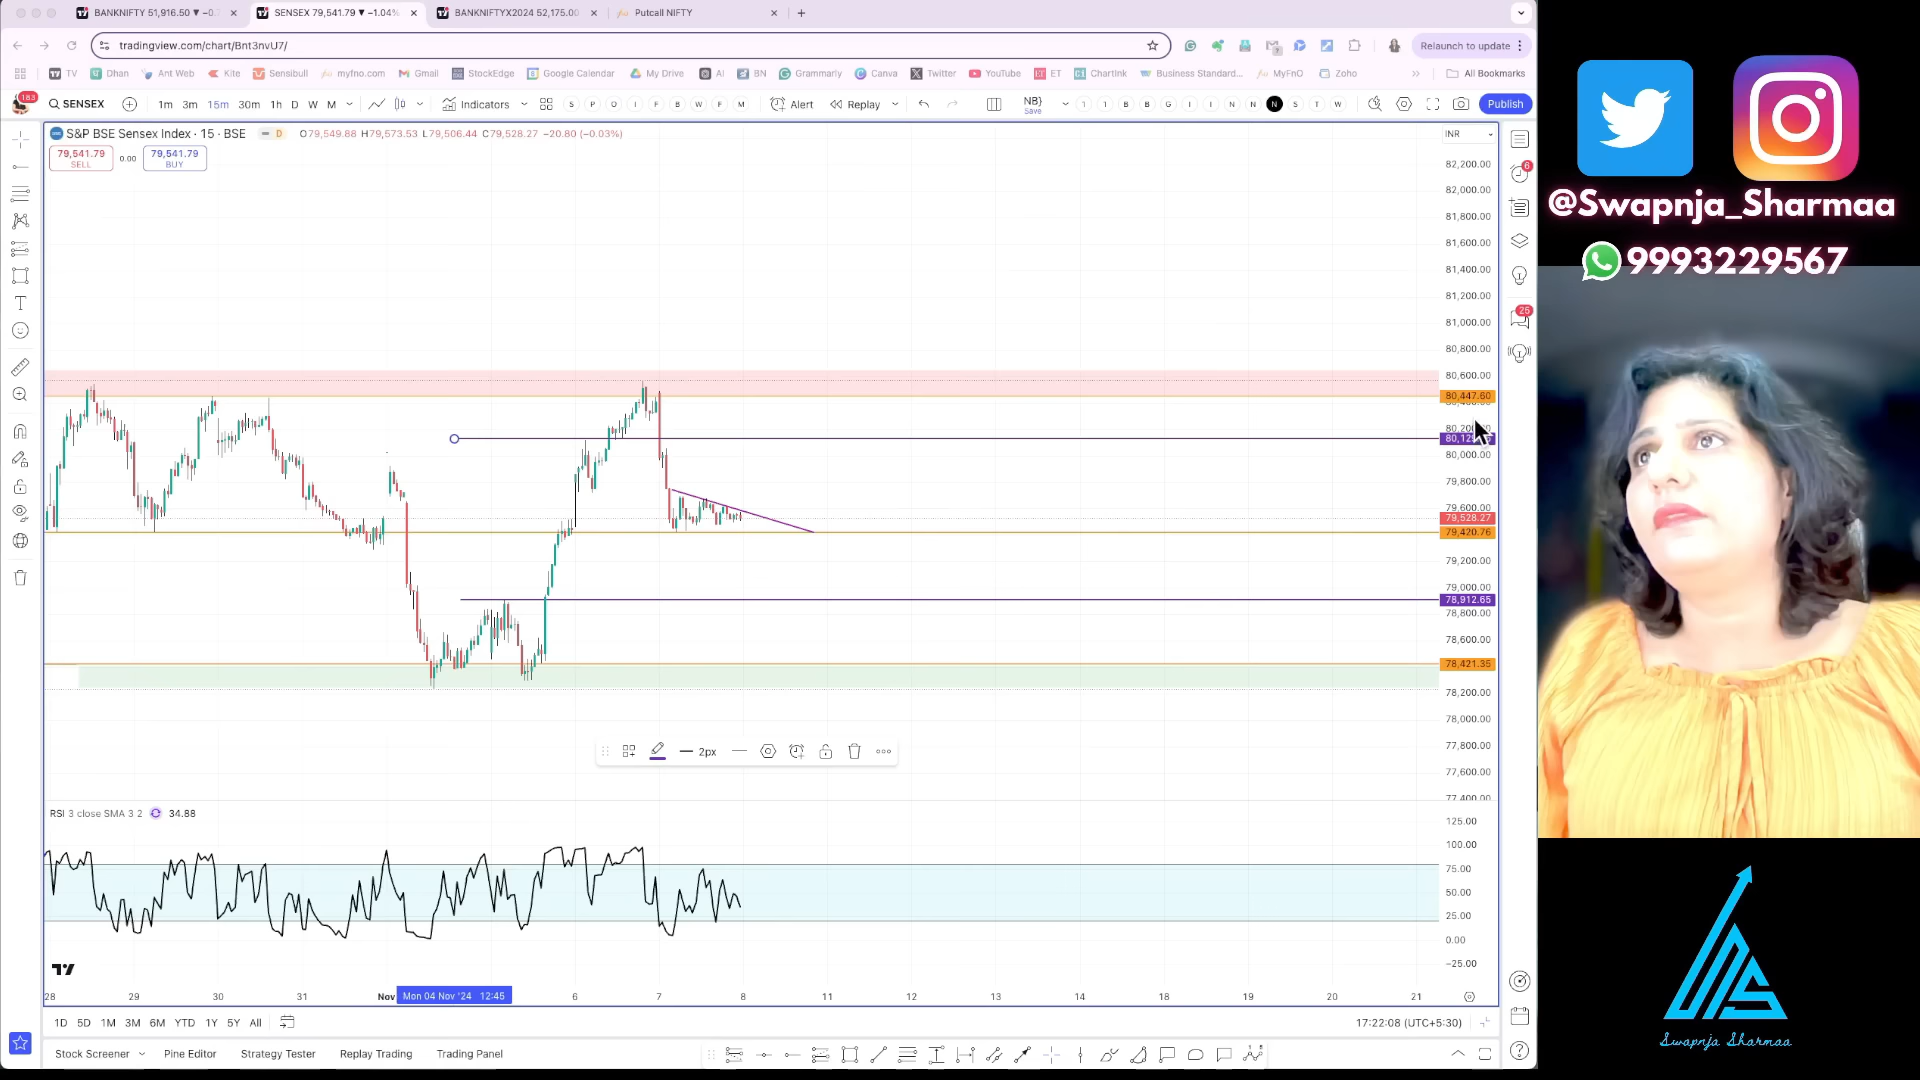 BANKNIFTY 51,916.50 ▼ −0.
SENSEX 79,541.79 ▼ −1.04%
BANKNIFTYX2024 52,175.00
Putcall NIFTY
tradingview.com/chart/Bnt3nvU7/
Relaunch to update
TV
Dhan
Ant Web
Kite
Sensibull
myfno.com
Gmail
StockEdge
Google Calendar
My Drive
AI
BN
Grammarly
Canva
Twitter
YouTube
ET
ChartInk
Business Standard...
MyFnO
Zoho
All Bookmarks
183
SENSEX
1m 3m 15m 30m 1h D W M
Indicators
S P O I F B W F M
Alert
Replay
NB)
Save
1 1 B B G I I N N N S T W
Publish
S&P BSE Sensex Index · 15 · BSE
D
O79,549.88 H79,573.53 L79,506.44 C79,528.27 −20.80 (−0.03%)
INR
79,541.79
SELL
0.00
79,541.79
BUY
82,200.00
82,000.00
81,800.00
81,600.00
81,400.00
81,200.00
81,000.00
80,800.00
80,600.00
80,447.60
80,000.00
79,800.00
79,600.00
79,528.27
79,420.76
79,200.00
79,000.00
78,912.65
78,800.00
78,600.00
78,421.35
78,200.00
78,000.00
77,800.00
77,600.00
77,400.00
2px
RSI 3 close SMA 3 2
34.88
125.00
100.00
75.00
50.00
25.00
0.00
−25.00
28 29 30 31 Nov
Mon 04 Nov '24 12:45
6 7 8 11 12 13 14 18 19 20 21
1D 5D 1M 3M 6M YTD 1Y 5Y All
17:22:08 (UTC+5:30)
Stock Screener
Pine Editor
Strategy Tester
Replay Trading
Trading Panel
6
26
@Swapnja_Sharmaa
9993229567
Swapnja Sharmaa